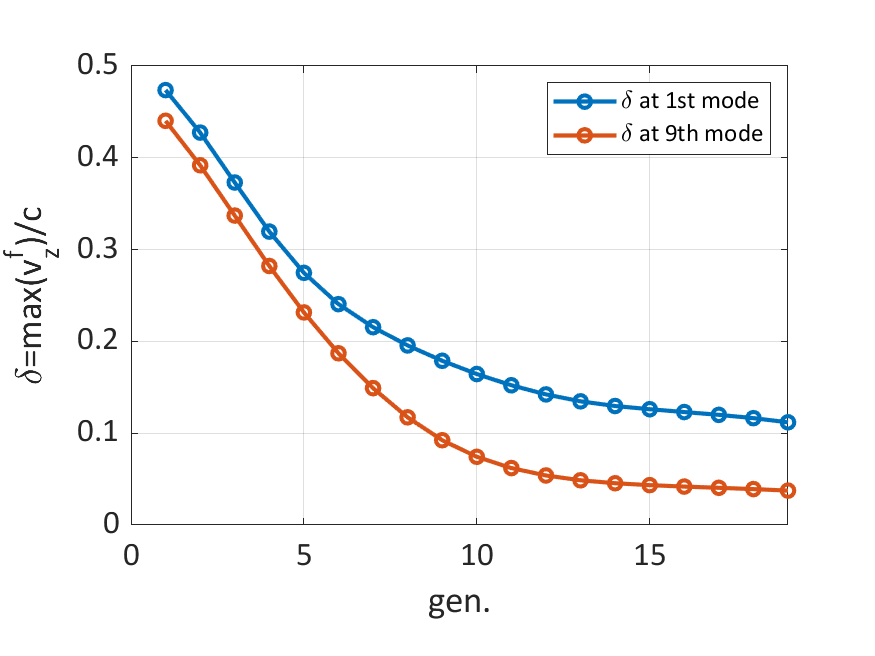 δ at 1st mode
δ at 9th mode
δ=max(v_z^f)/c
0.5
0.4
0.3
0.2
0.1
0
0 5 10 15
gen.